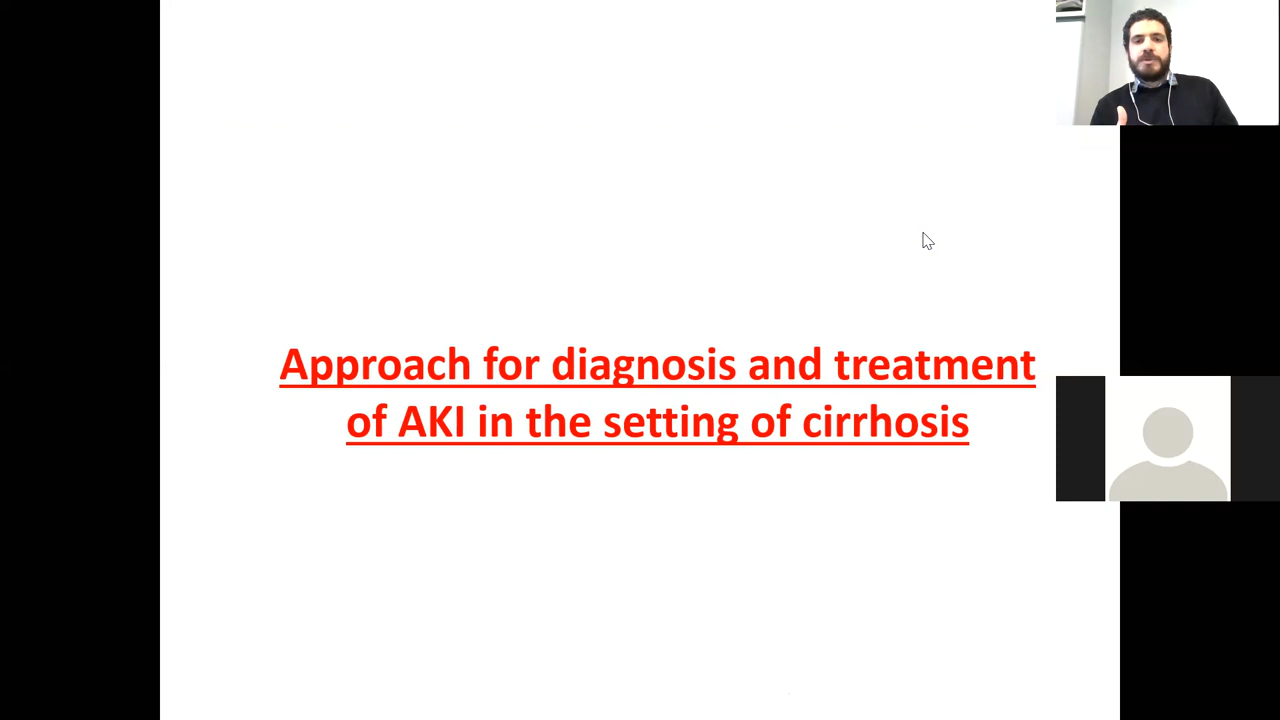 Approach for diagnosis and treatment
of AKI in the setting of cirrhosis